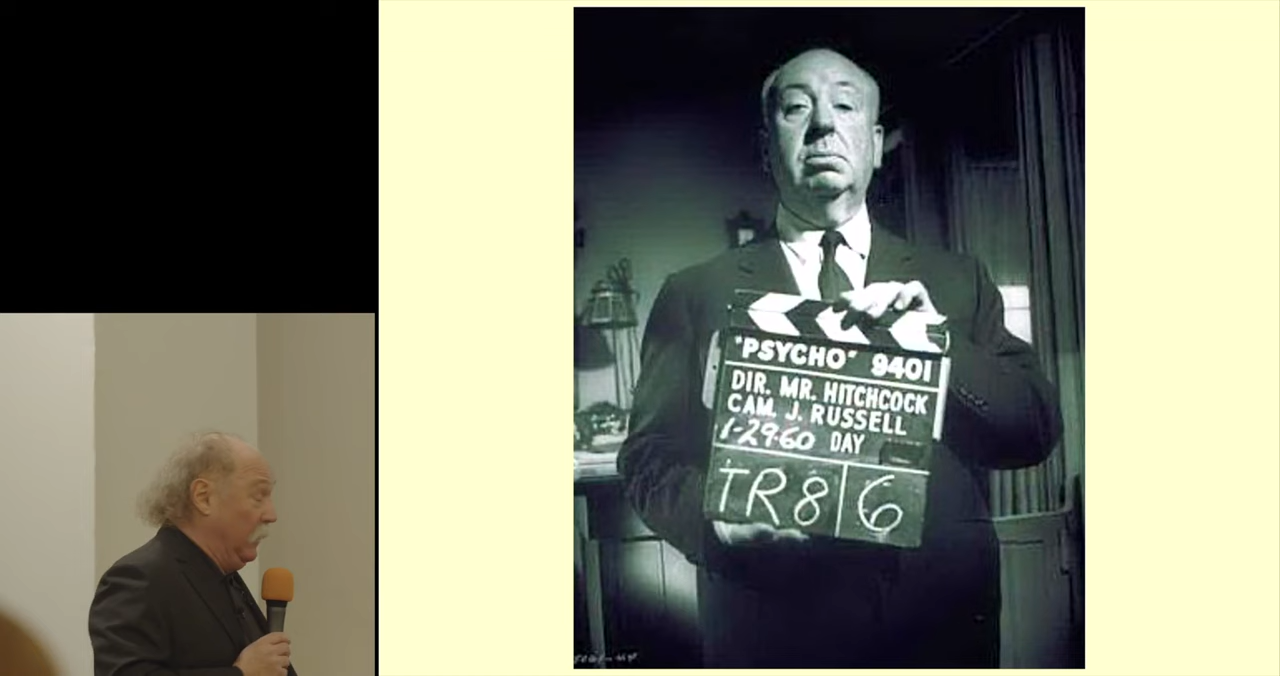 "PSYCHO" 9401
DIR. MR. HITCHCOCK
CAM. J. RUSSELL
1-29-60 DAY
TR8 6